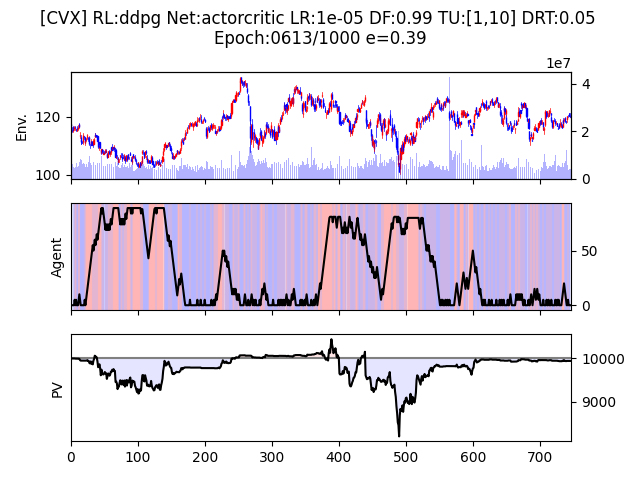 [CVX] RL:ddpg Net:actorcritic LR:1e-05 DF:0.99 TU:[1,10] DRT:0.05
Epoch:0613/1000 e=0.39
1e7
Env.
120
100
4
2
0
Agent
50
0
PV
10000
9000
0 100 200 300 400 500 600 700